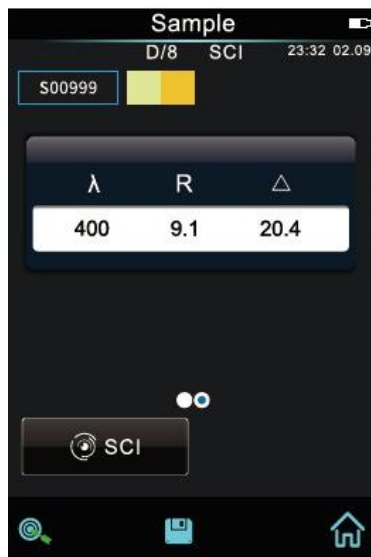 Sample
D/8 SCI 23:32 02.09
S00999
λ R △
400 9.1 20.4
SCI